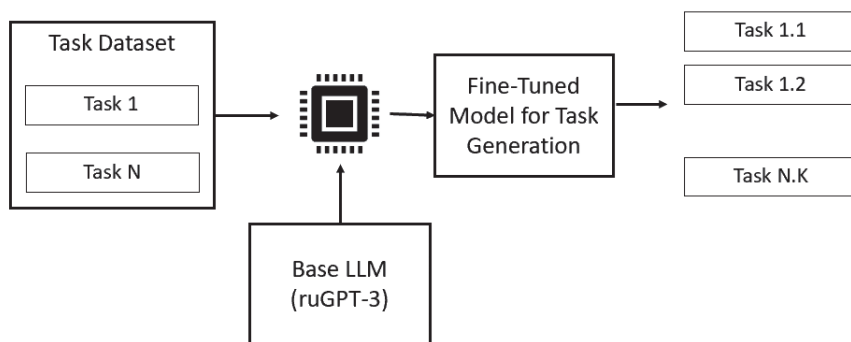 Task Dataset
Task 1
Task N
Base LLM
(ruGPT-3)
Fine-Tuned
Model for Task
Generation
Task 1.1
Task 1.2
Task N.K